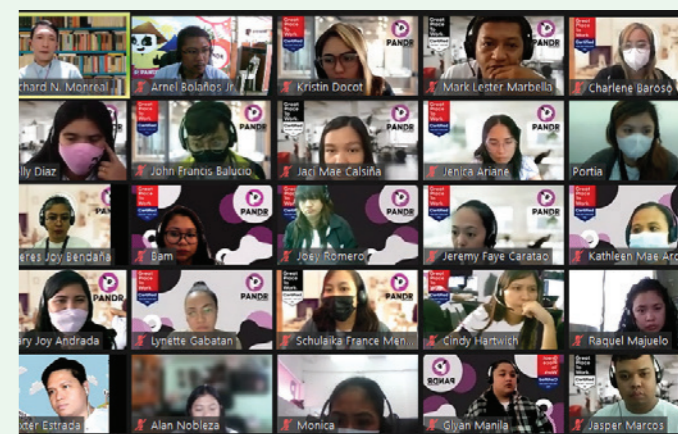 chard N. Monreal
Arnel Bolaños Jr.
Kristin Docot
Mark Lester Marbella
Charlene Baroso
lly Diaz
John Francis Balucio
Jaci Mae Calsiña
Jenica Ariane
Portia
eres Joy Bendaña
Bam
Joey Romero
Jeremy Faye Caratao
Kathleen Mae Arc
ary Joy Andrada
Lynette Gabatan
Schulaika France Men...
Cindy Hartwich
Raquel Majuelo
xter Estrada
Alan Nobleza
Monica
Glyan Manila
Jasper Marcos
Great
Place
To
Work
Certified
PANDR